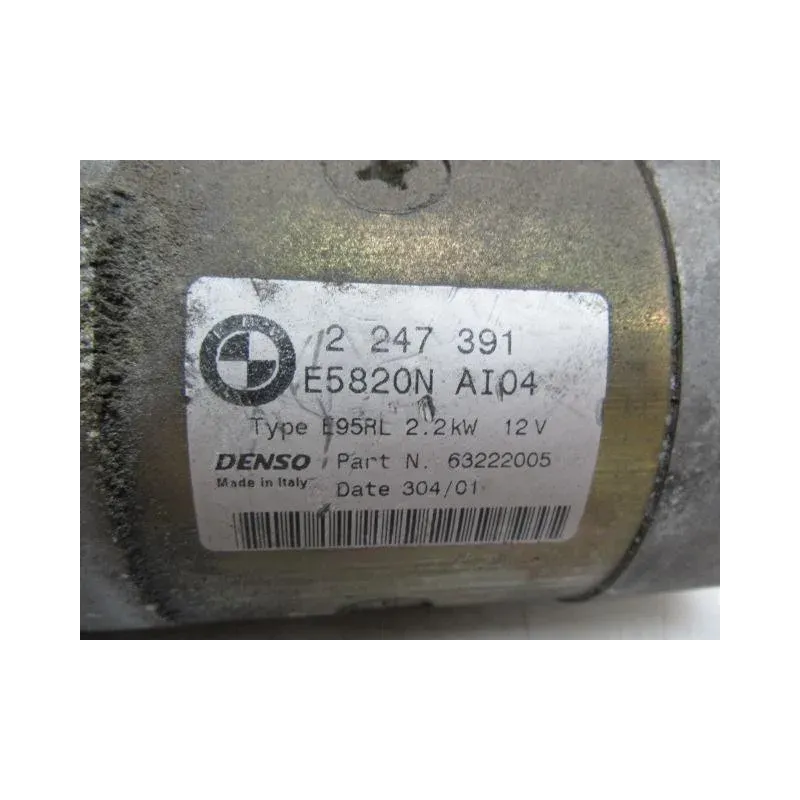 2 247 391
E5820N AI04
Type E95RL 2.2kW 12V
DENSO Part N. 63222005
Made in Italy
Date 304/01